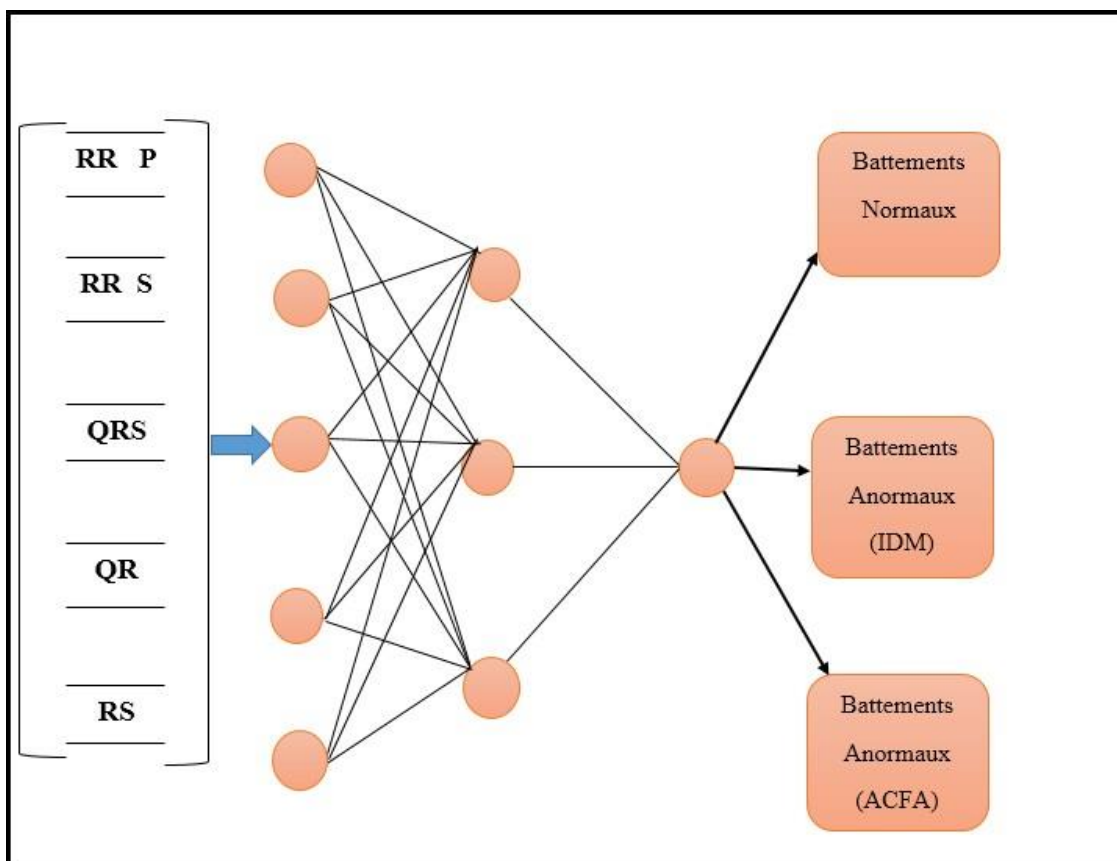 RR P
RR S
QRS
QR
RS
Battements
Normaux
Battements
Anormaux
(IDM)
Battements
Anormaux
(ACFA)